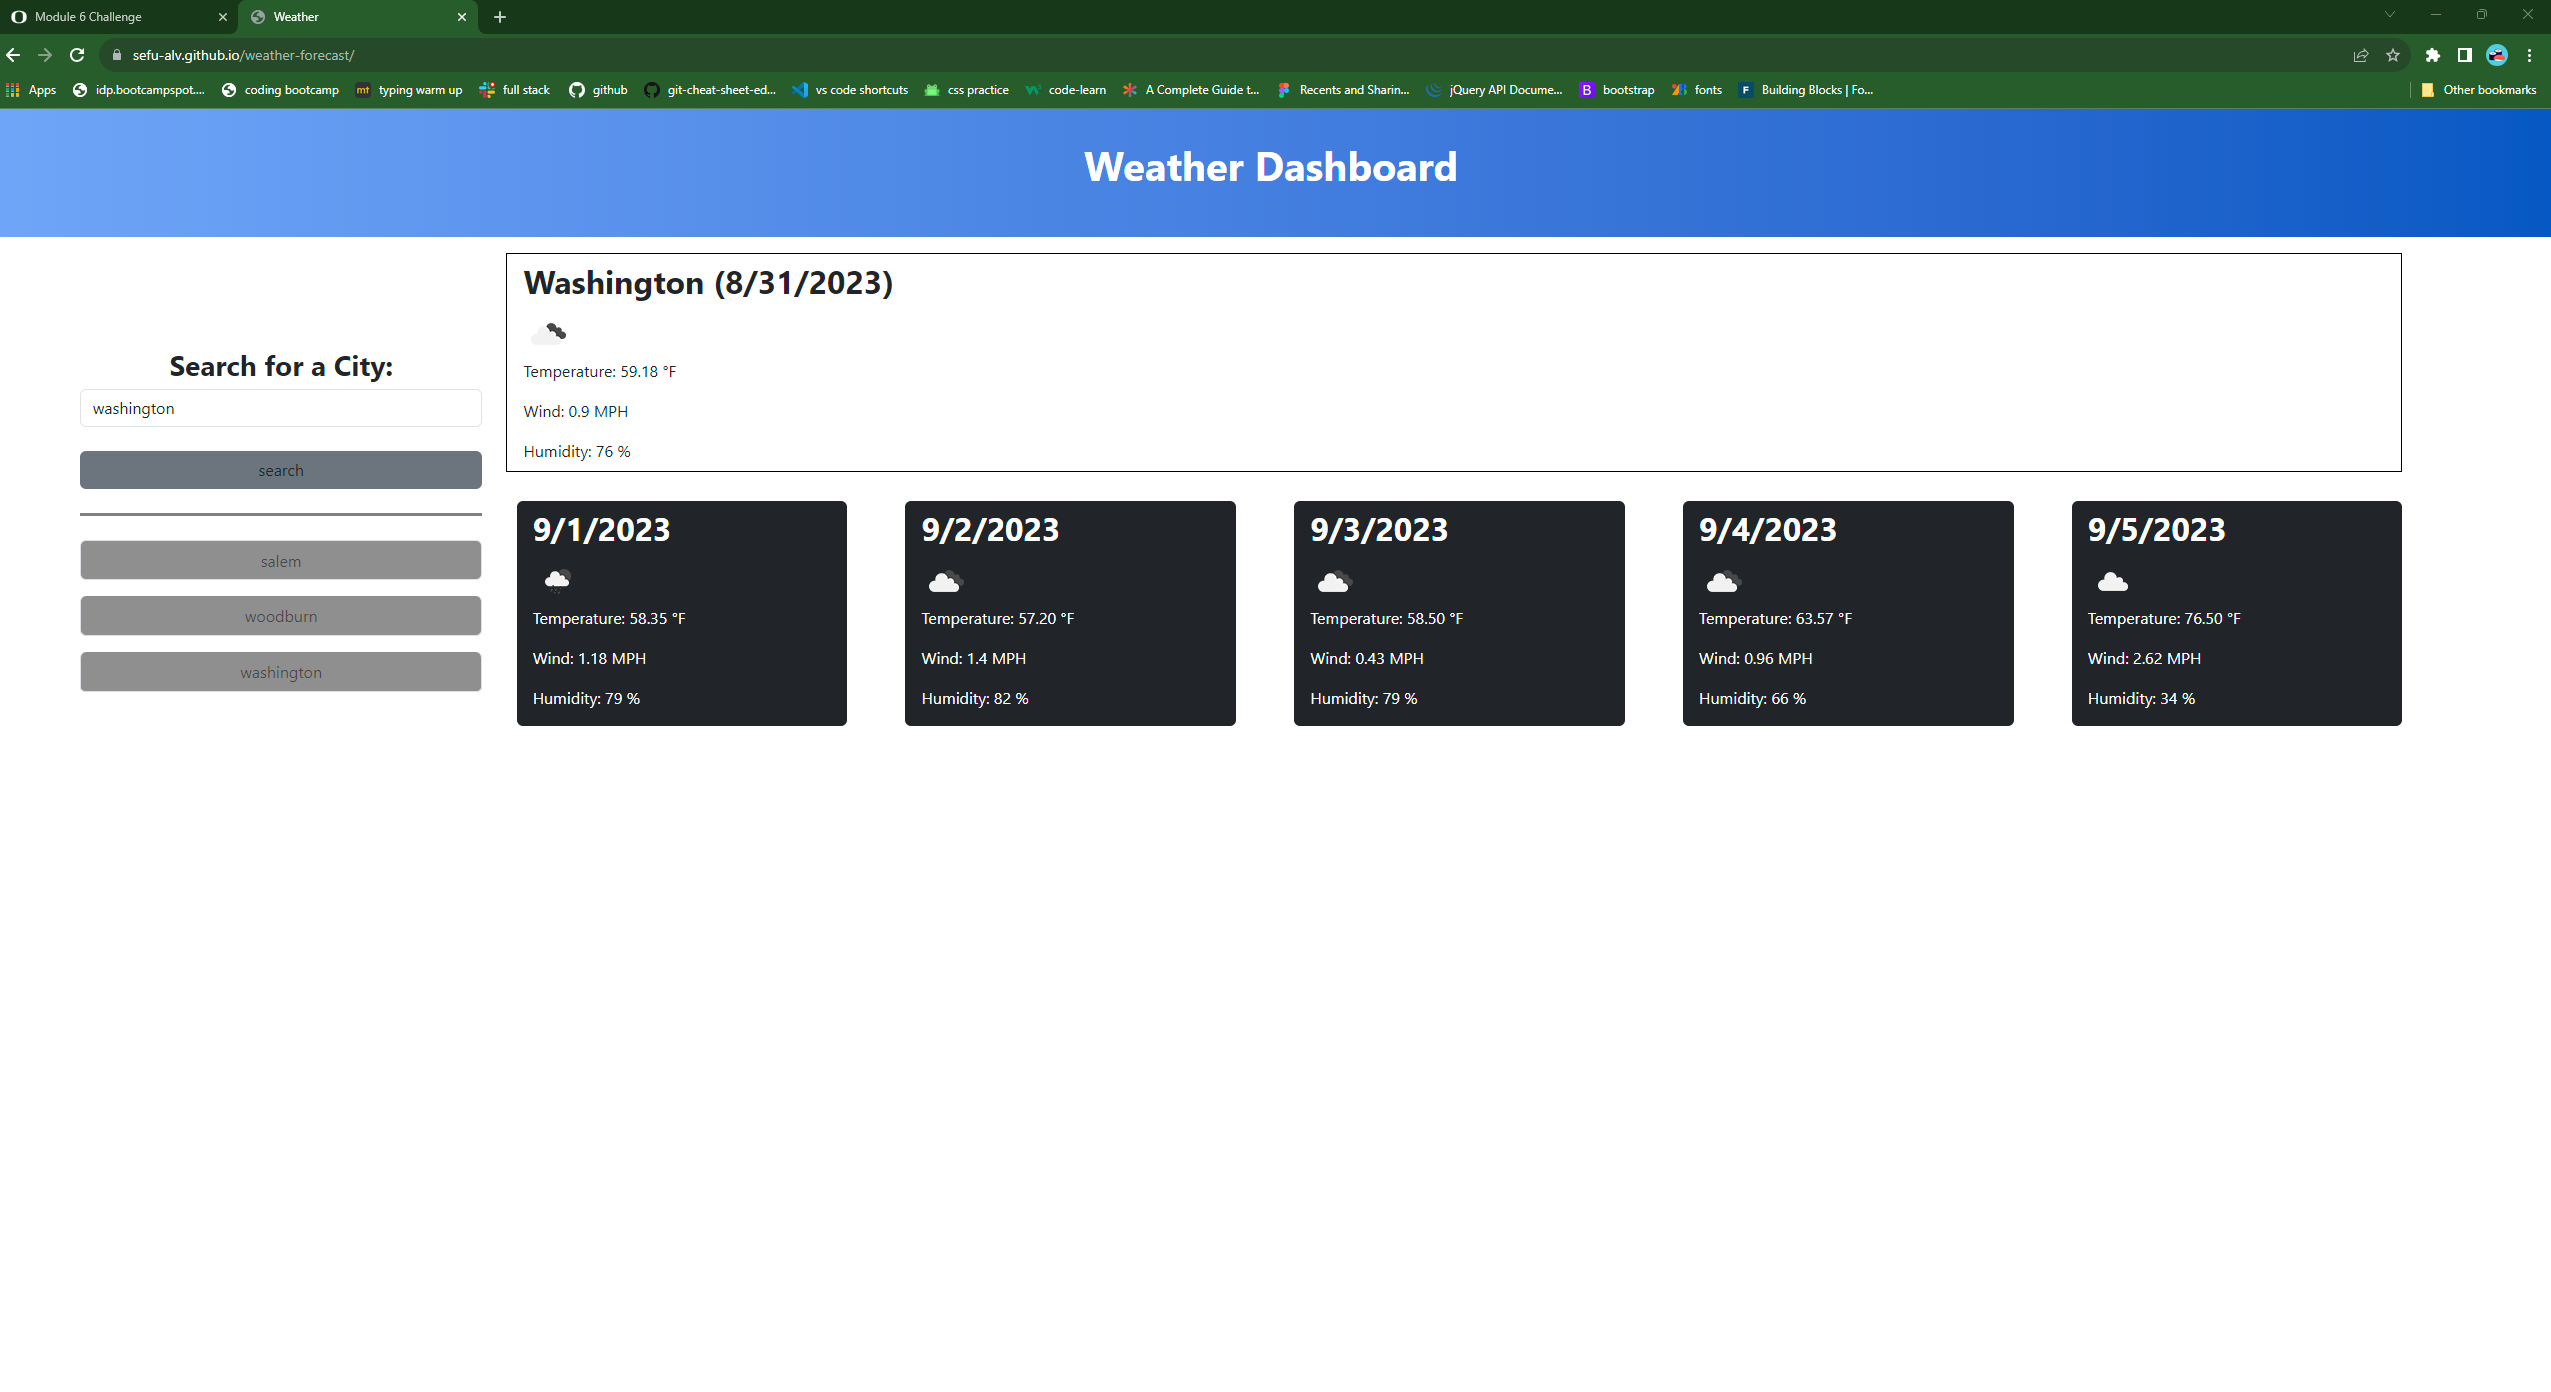 Module 6 Challenge
Weather
sefu-alv.github.io/weather-forecast/
Apps idp.bootcampspot.... coding bootcamp mt typing warm up full stack github git-cheat-sheet-ed... vs code shortcuts css practice code-learn A Complete Guide t... Recents and Sharin... jQuery API Docume... B bootstrap fonts F Building Blocks | Fo... Other bookmarks
Weather Dashboard
Search for a City:
washington
search
salem
woodburn
washington
Washington (8/31/2023)
Temperature: 59.18 °F
Wind: 0.9 MPH
Humidity: 76 %
9/1/2023
Temperature: 58.35 °F
Wind: 1.18 MPH
Humidity: 79 %
9/2/2023
Temperature: 57.20 °F
Wind: 1.4 MPH
Humidity: 82 %
9/3/2023
Temperature: 58.50 °F
Wind: 0.43 MPH
Humidity: 79 %
9/4/2023
Temperature: 63.57 °F
Wind: 0.96 MPH
Humidity: 66 %
9/5/2023
Temperature: 76.50 °F
Wind: 2.62 MPH
Humidity: 34 %